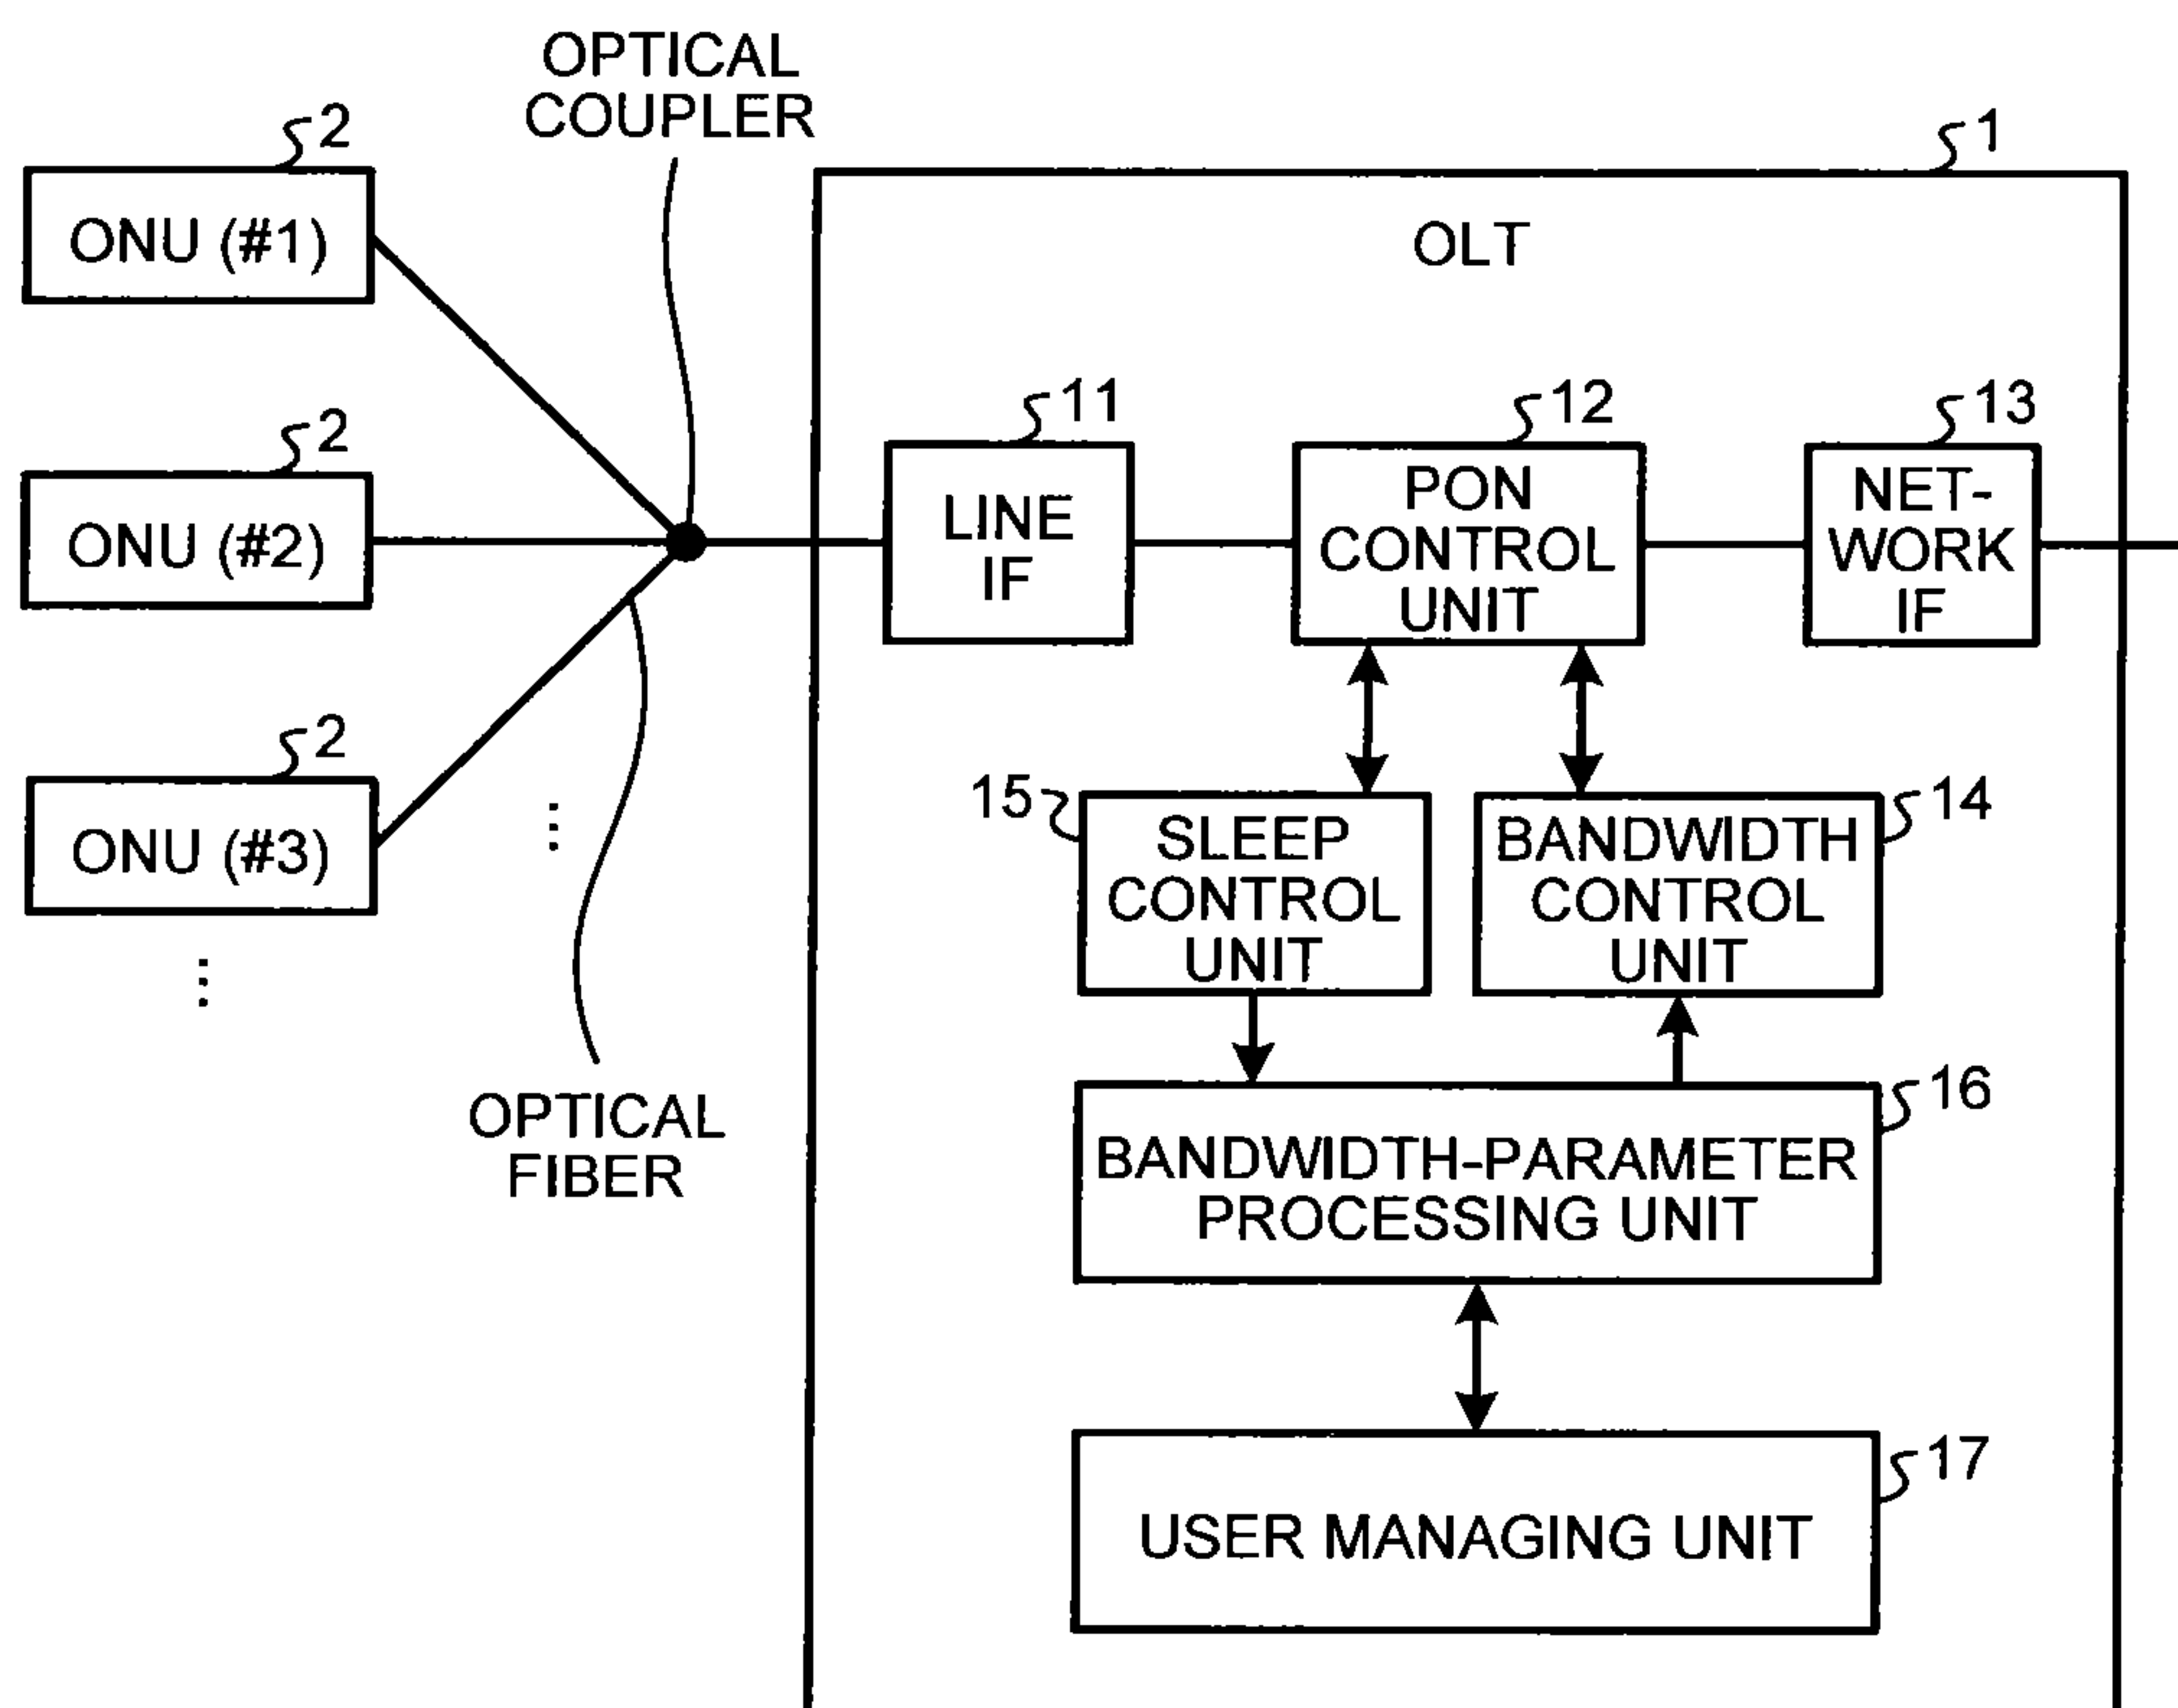 OPTICAL
COUPLER
2
ONU (#1)
2
ONU (#2)
2
ONU (#3)
OPTICAL
FIBER
1
OLT
11
LINE
IF
12
PON
CONTROL
UNIT
13
NET-
WORK
IF
15
SLEEP
CONTROL
UNIT
14
BANDWIDTH
CONTROL
UNIT
16
BANDWIDTH-PARAMETER
PROCESSING UNIT
17
USER MANAGING UNIT